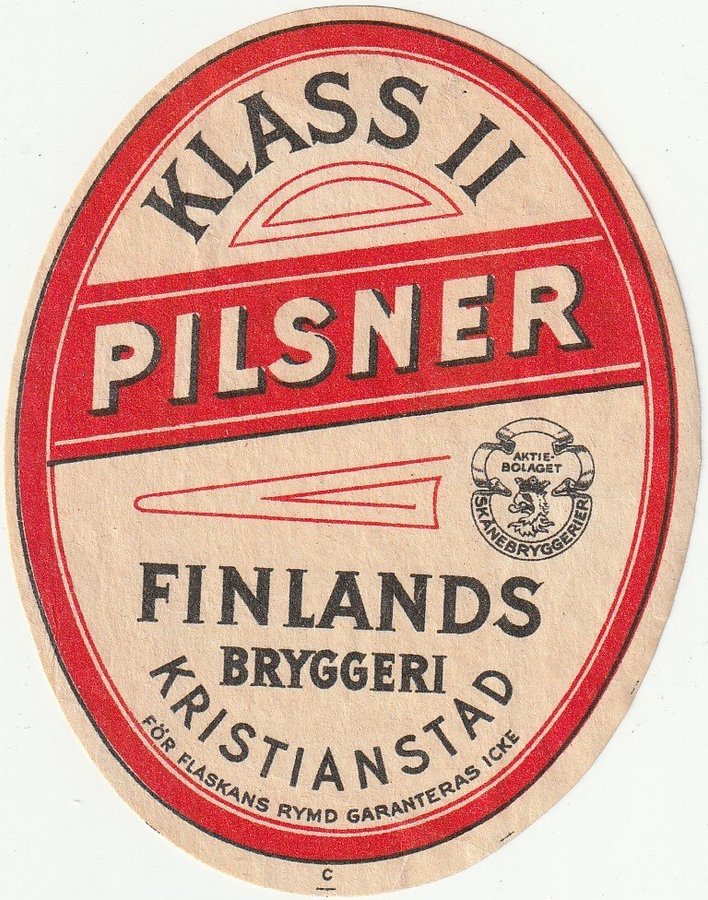 KLASS II
PILSNER
AKTIE-
BOLAGET
SKÅNEBRYGGERIER
FINLANDS
BRYGGERI
KRISTIANSTAD
FÖR FLASKANS RYMD GARANTERAS ICKE
C